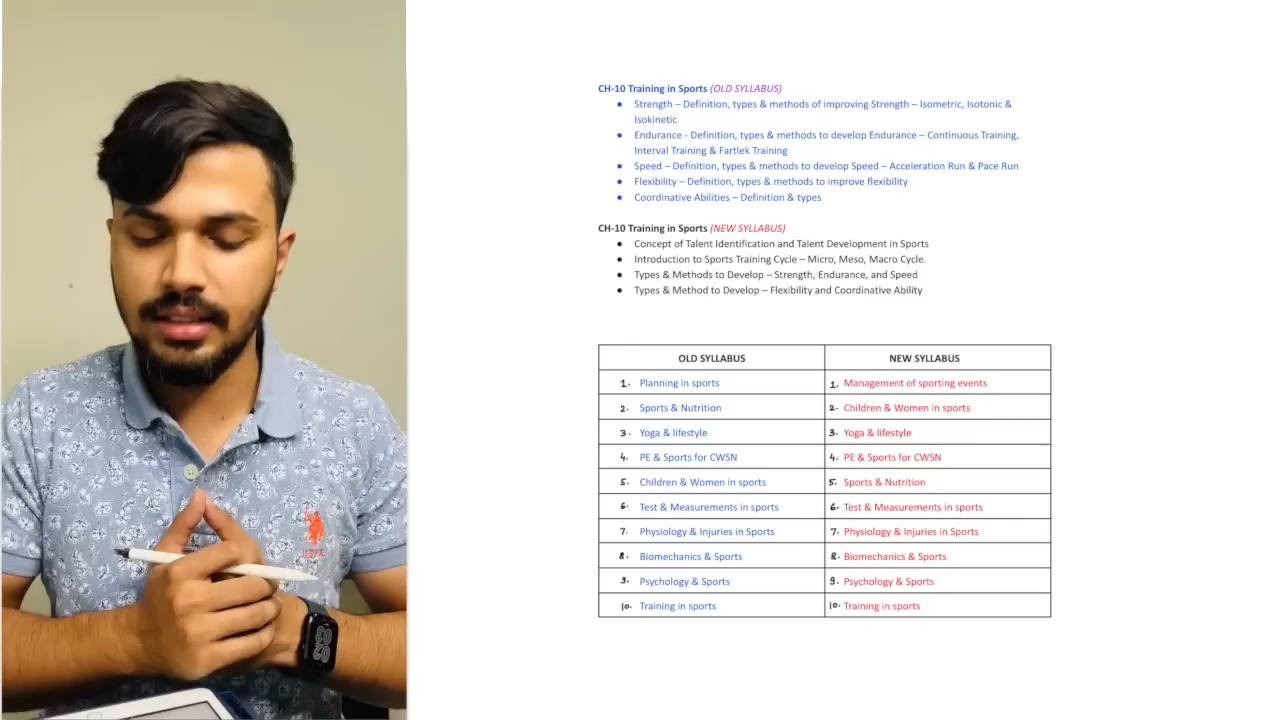 CH-10 Training in Sports (OLD SYLLABUS)
● Strength – Definition, types & methods of improving Strength – Isometric, Isotonic &
Isokinetic
● Endurance - Definition, types & methods to develop Endurance – Continuous Training,
Interval Training & Fartlek Training
● Speed – Definition, types & methods to develop Speed – Acceleration Run & Pace Run
● Flexibility – Definition, types & methods to improve flexibility
● Coordinative Abilities – Definition & types
CH-10 Training in Sports (NEW SYLLABUS)
● Concept of Talent Identification and Talent Development in Sports
● Introduction to Sports Training Cycle – Micro, Meso, Macro Cycle.
● Types & Methods to Develop – Strength, Endurance, and Speed
● Types & Method to Develop – Flexibility and Coordinative Ability
OLD SYLLABUS NEW SYLLABUS
1. Planning in sports 1. Management of sporting events
2. Sports & Nutrition 2. Children & Women in sports
3. Yoga & lifestyle 3. Yoga & lifestyle
4. PE & Sports for CWSN 4. PE & Sports for CWSN
5. Children & Women in sports 5. Sports & Nutrition
6. Test & Measurements in sports 6. Test & Measurements in sports
7. Physiology & Injuries in Sports 7. Physiology & Injuries in Sports
8. Biomechanics & Sports 8. Biomechanics & Sports
9. Psychology & Sports 9. Psychology & Sports
10. Training in sports 10. Training in sports